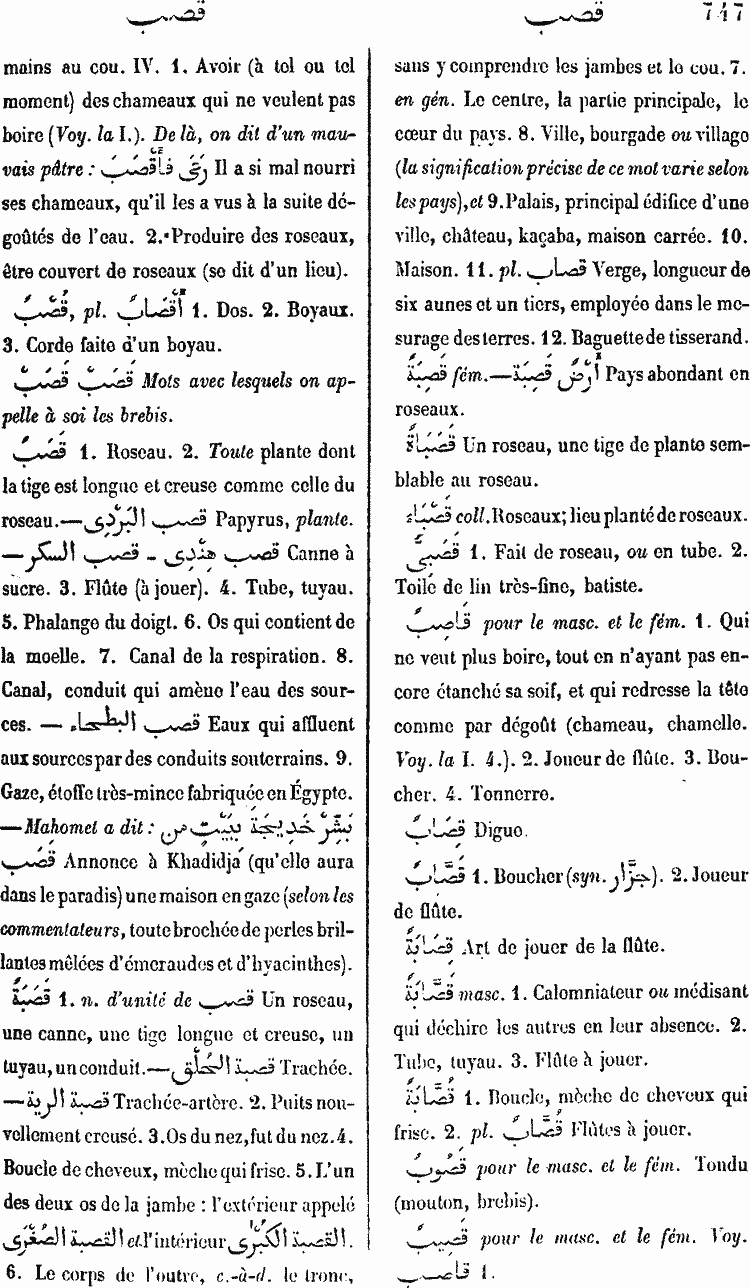 قصب
قصب 747
mains au cou. IV. 1. Avoir (à tel ou tel
moment) des chameaux qui ne veulent pas
boire (Voy. la I.). De là, on dit d'un mau-
vais pâtre : رَعَى فَأَقْصَبَ Il a si mal nourri
ses chameaux, qu'il les a vus à la suite dé-
goûtés de l'eau. 2. Produire des roseaux,
être couvert de roseaux (se dit d'un lieu).
قُصْبٌ, pl. أَقْصَابٌ 1. Dos. 2. Boyaux.
3. Corde faite d'un boyau.
قَصَبْ قَصَبْ Mots avec lesquels on ap-
pelle à soi les brebis.
قَصَبٌ 1. Roseau. 2. Toute plante dont
la tige est longue et creuse comme celle du
roseau.—قصب البَرْدِى Papyrus, plante.
—قصب هِنْدِى - قصب السكر Canne à
sucre. 3. Flûte (à jouer). 4. Tube, tuyau.
5. Phalange du doigt. 6. Os qui contient de
la moelle. 7. Canal de la respiration. 8.
Canal, conduit qui amène l'eau des sour-
ces. — قصب البطحاء Eaux qui affluent
aux sources par des conduits souterrains. 9.
Gaze, étoffe très-mince fabriquée en Égypte.
—Mahomet a dit : بَشِّرْ خَدِيجَةَ بِبَيْتٍ من
قَصَبٍ Annonce à Khadidja (qu'elle aura
dans le paradis) une maison en gaze (selon les
commentateurs, toute brochée de perles bril-
lantes mêlées d'émeraudes et d'hyacinthes).
قَصَبَةٌ 1. n. d'unité de قصب Un roseau,
une canne, une tige longue et creuse, un
tuyau, un conduit.—قصبة الحُلْق Trachée.
—قصبة الرية Trachée-artère. 2. Puits nou-
vellement creusé. 3. Os du nez, fut du nez. 4.
Boucle de cheveux, mèche qui frise. 5. L'un
des deux os de la jambe : l'extérieur appelé
القصبة الصُّغْرَى et l'intérieur القصبة الكُبْرَى.
6. Le corps de l'outre, c.-à-d. le tronc,
sans y comprendre les jambes et le cou. 7.
en gén. Le centre, la partie principale, le
cœur du pays. 8. Ville, bourgade ou village
(la signification précise de ce mot varie selon
les pays), et 9. Palais, principal édifice d'une
ville, château, kaçaba, maison carrée. 10.
Maison. 11. pl. قصاب Verge, longueur de
six aunes et un tiers, employée dans le me-
surage des terres. 12. Baguette de tisserand.
قَصِبَةٌ fém.—أَرْضٌ قَصِبَةٌ Pays abondant en
roseaux.
قَصْبَاةٌ Un roseau, une tige de plante sem-
blable au roseau.
قَصْبَاءُ coll. Roseaux; lieu planté de roseaux.
قَصَبِىٌّ 1. Fait de roseau, ou en tube. 2.
Toile de lin très-fine, batiste.
قَاصِبٌ pour le masc. et le fém. 1. Qui
ne veut plus boire, tout en n'ayant pas en-
core étanché sa soif, et qui redresse la tête
comme par dégoût (chameau, chamelle.
Voy. la I. 4.). 2. Joueur de flûte. 3. Bou-
cher. 4. Tonnerre.
قِصَابٌ Digue.
قَصَّابٌ 1. Boucher (syn. جزَّار). 2. Joueur
de flûte.
قِصَابَةٌ Art de jouer de la flûte.
قَصَّابَةٌ masc. 1. Calomniateur ou médisant
qui déchire les autres en leur absence. 2.
Tube, tuyau. 3. Flûte à jouer.
قُصَّابَةٌ 1. Boucle, mèche de cheveux qui
frise. 2. pl. قُصَّابٌ Flûtes à jouer.
قَصُوبٌ pour le masc. et le fém. Tondu
(mouton, brebis).
قَصِيبٌ pour le masc. et le fém. Voy.
قاصب 1.